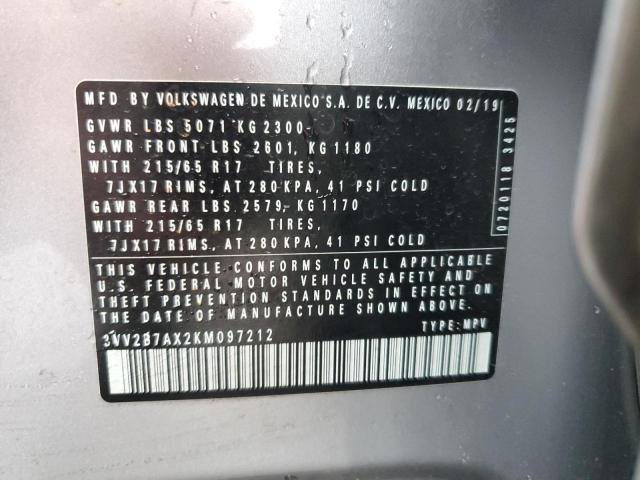 MFD BY VOLKSWAGEN DE MEXICO S.A. DE C.V. MEXICO 02/19
GVWR LBS 5071 KG 2300
GAWR FRONT LBS 2601, KG 1180
WITH 215/65 R17 TIRES,
7JX17 RIMS, AT 280 KPA, 41 PSI COLD
GAWR REAR LBS 2579, KG 1170
WITH 215/65 R17 TIRES,
7JX17 RIMS, AT 280 KPA, 41 PSI COLD
THIS VEHICLE CONFORMS TO ALL APPLICABLE
U.S. FEDERAL MOTOR VEHICLE SAFETY AND
THEFT PREVENTION STANDARDS IN EFFECT ON
THE DATE OF MANUFACTURE SHOWN ABOVE.
3VV2B7AX2KM097212 TYPE: MPV
0720118 3425